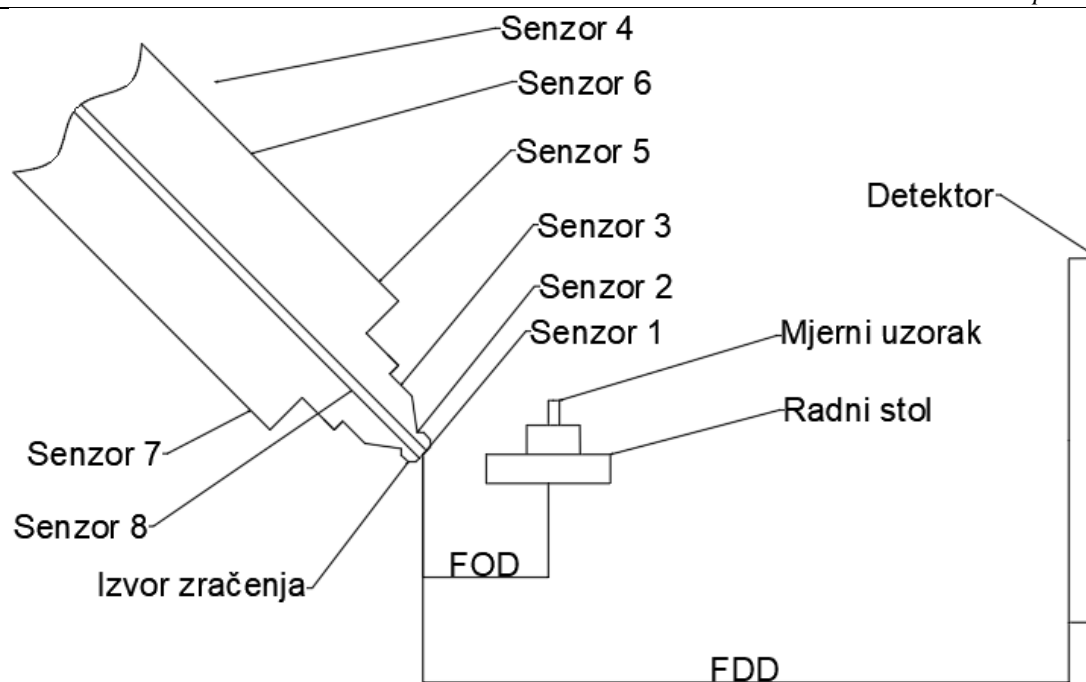 Senzor 4
Senzor 6
Senzor 5
Detektor
Senzor 3
Senzor 2
Senzor 1
Mjerni uzorak
Radni stol
Senzor 7
Senzor 8
FOD
Izvor zračenja
FDD